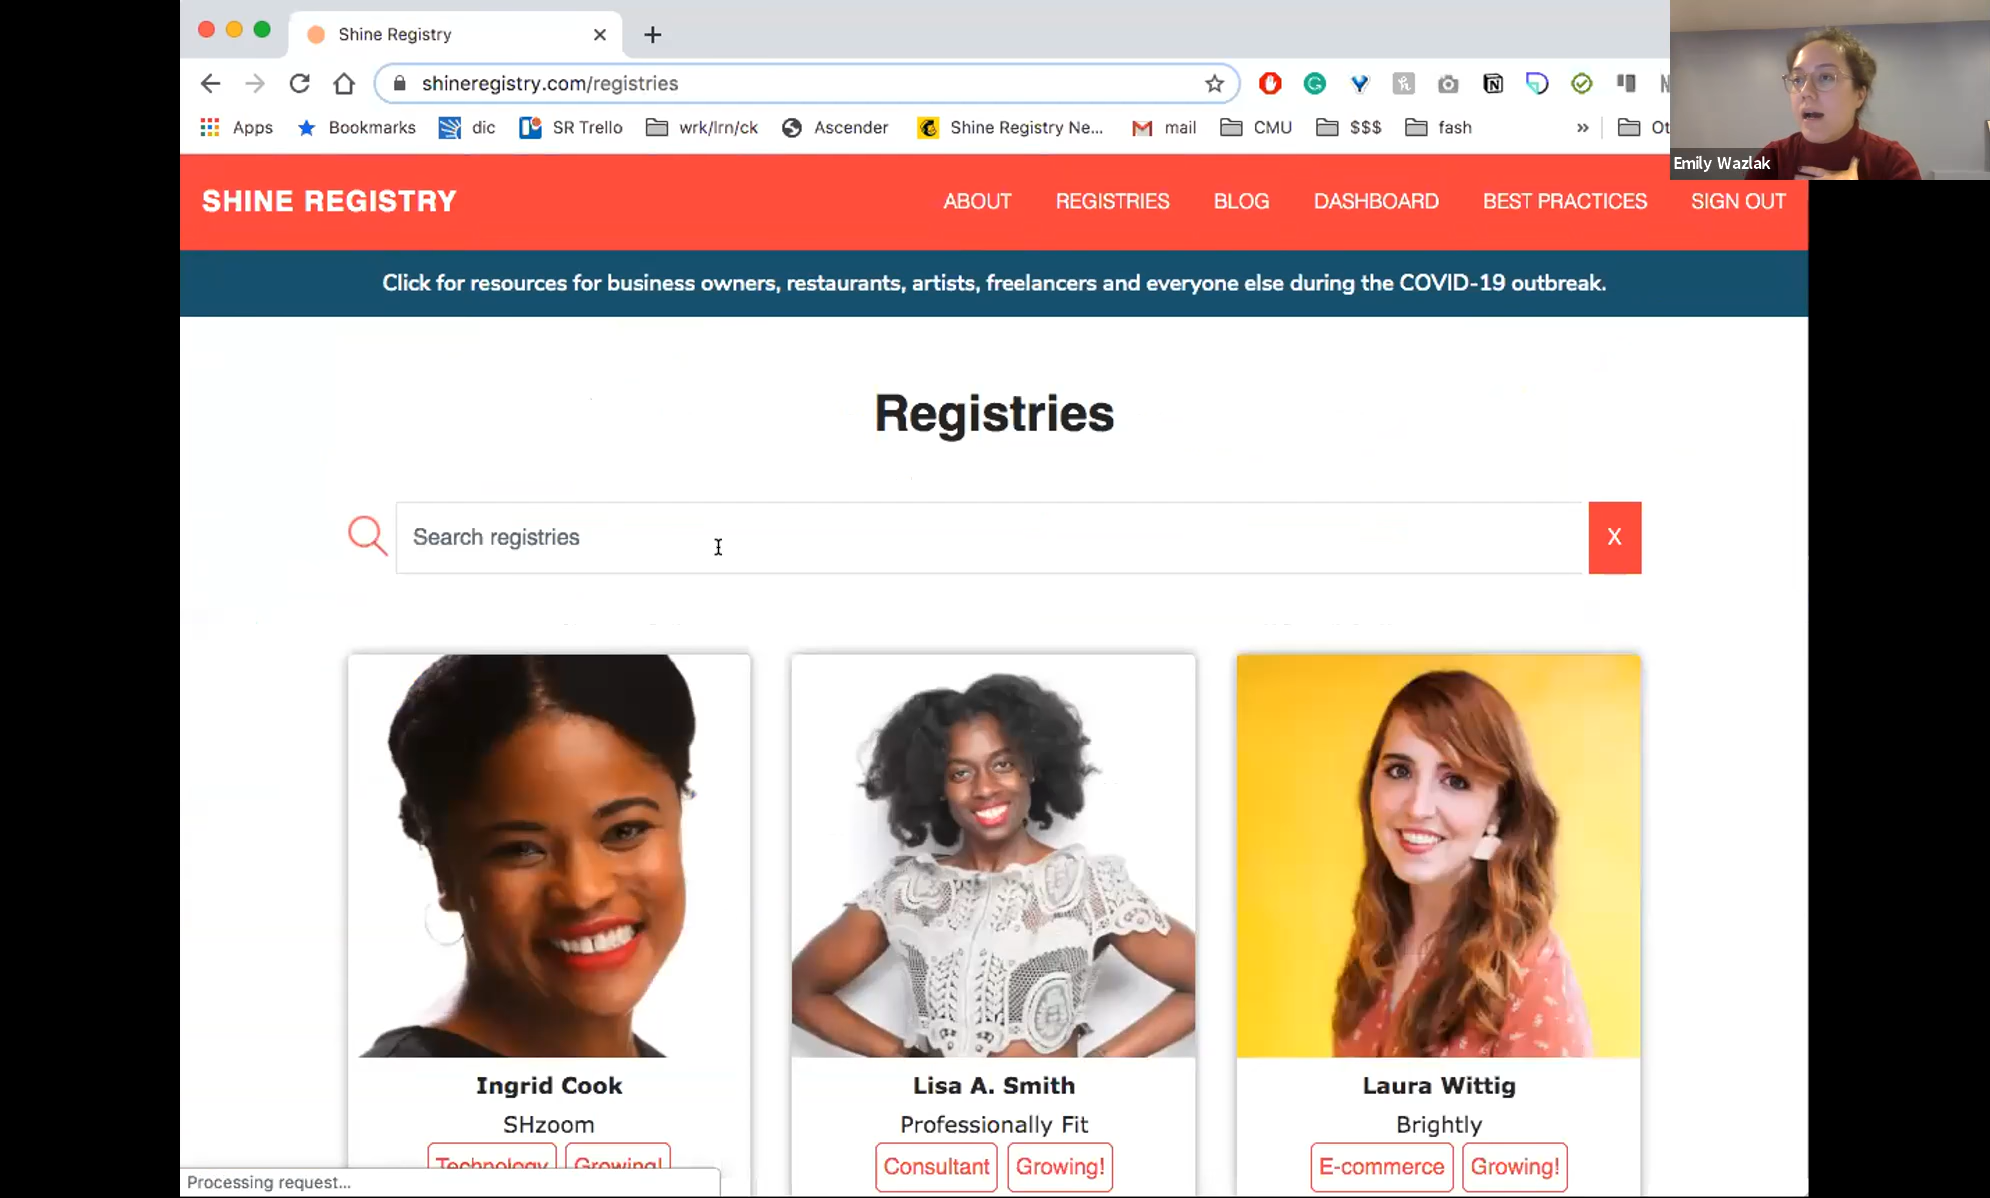 Shine Registry
shineregistry.com/registries
Apps Bookmarks dic SR Trello wrk/lrn/ck Ascender Shine Registry Ne... mail CMU $$$ fash » Ot
Emily Wazlak
SHINE REGISTRY ABOUT REGISTRIES BLOG DASHBOARD BEST PRACTICES SIGN OUT
Click for resources for business owners, restaurants, artists, freelancers and everyone else during the COVID-19 outbreak.
Registries
Search registries X
Ingrid Cook
SHzoom
Technology Growing!
Lisa A. Smith
Professionally Fit
Consultant Growing!
Laura Wittig
Brightly
E-commerce Growing!
Processing request...